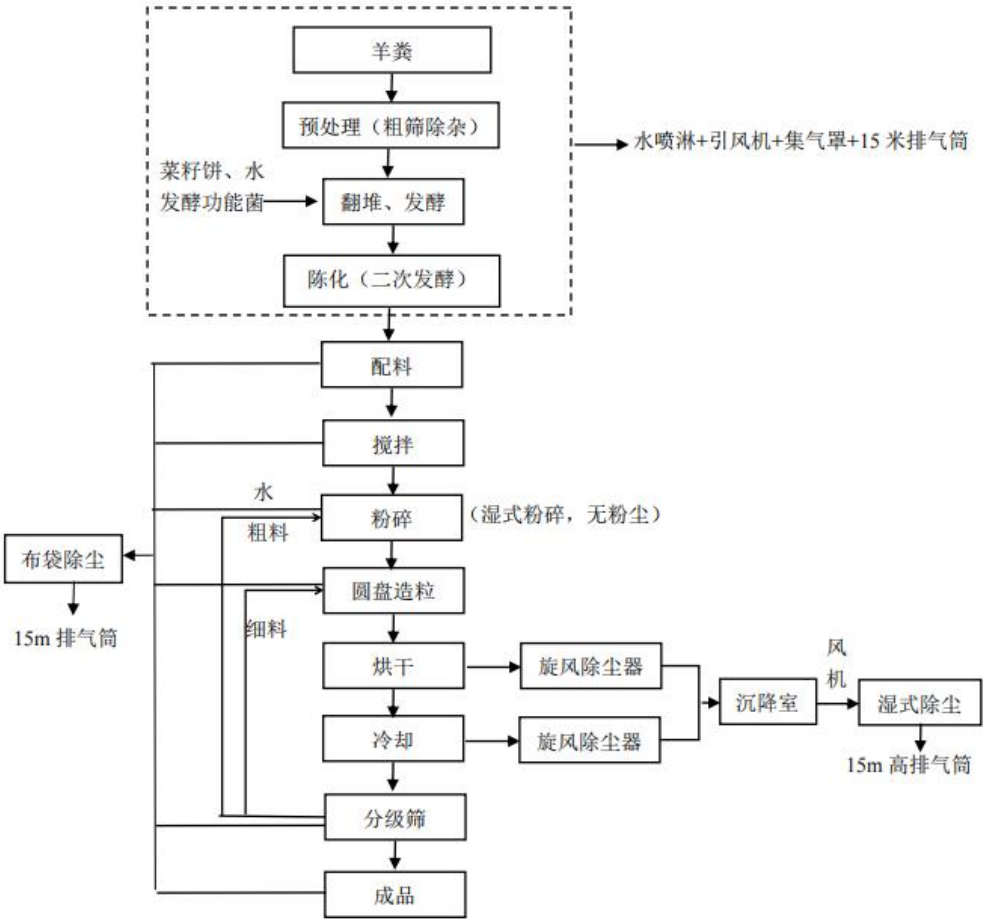 羊粪
预处理（粗筛除杂）
水喷淋+引风机+集气罩+15 米排气筒
菜籽饼、水
发酵功能菌
翻堆、发酵
陈化（二次发酵）
配料
搅拌
水
粉碎
（湿式粉碎，无粉尘）
粗料
布袋除尘
15m 排气筒
圆盘造粒
细料
烘干
旋风除尘器
风
机
沉降室
湿式除尘
冷却
旋风除尘器
15m 高排气筒
分级筛
成品